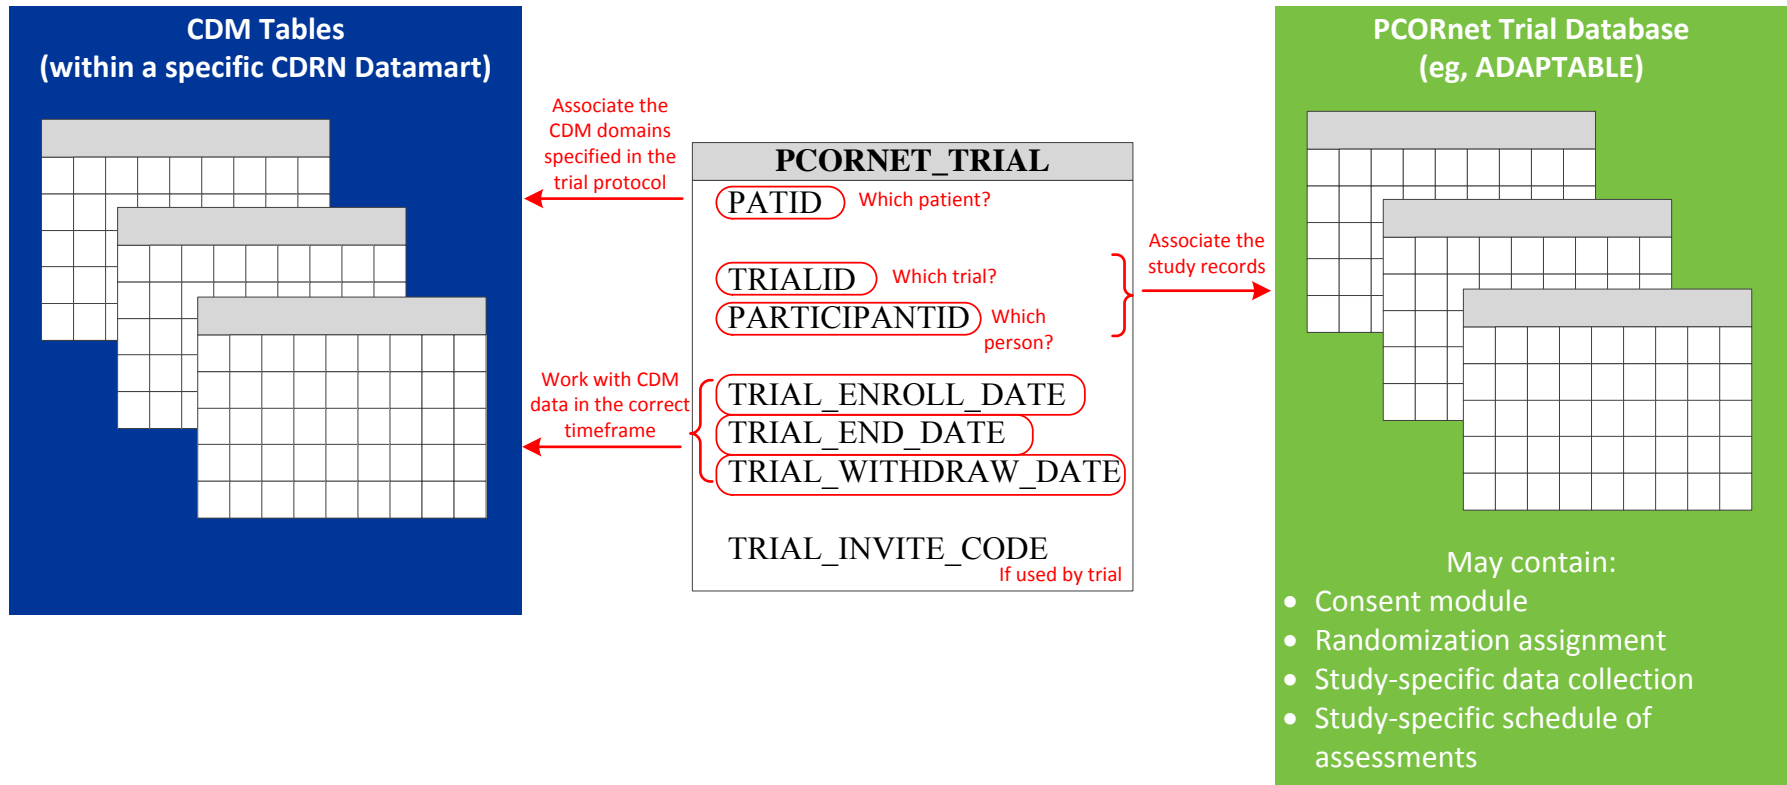 CDM Tables
(within a specific CDRN Datamart)
Associate the
CDM domains
specified in the
trial protocol
Work with CDM
data in the correct
timeframe
PCORNET_TRIAL
PATID Which patient?
TRIALID Which trial?
PARTICIPANTID Which
person?
TRIAL_ENROLL_DATE
TRIAL_END_DATE
TRIAL_WITHDRAW_DATE
TRIAL_INVITE_CODE
If used by trial
Associate the
study records
PCORnet Trial Database
(eg, ADAPTABLE)
May contain:
• Consent module
• Randomization assignment
• Study-specific data collection
• Study-specific schedule of
assessments